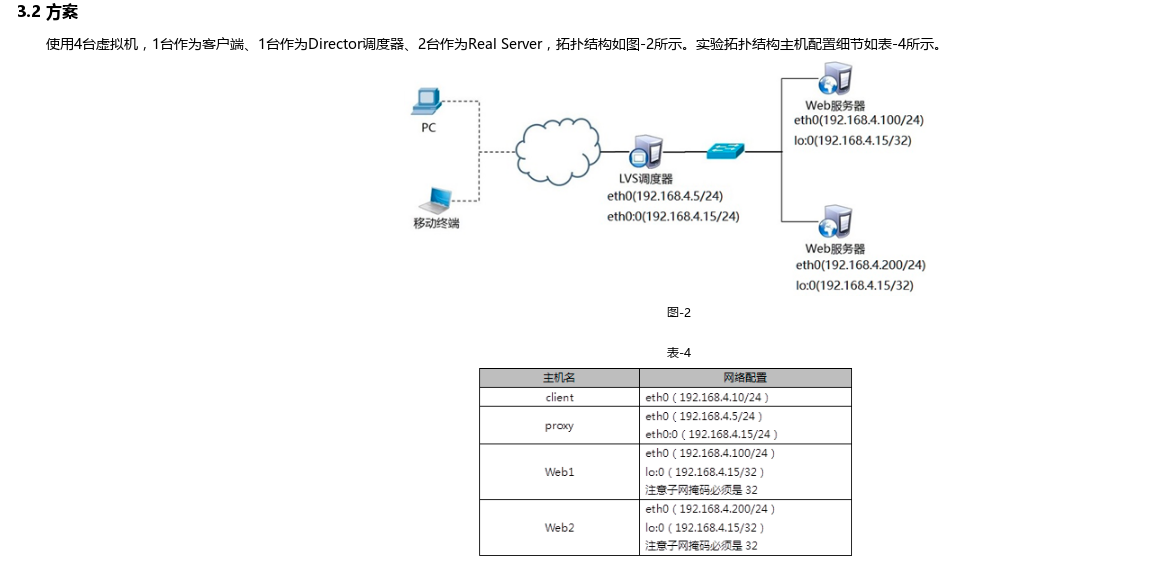 3.2 方案
使用4台虚拟机，1台作为客户端、1台作为Director调度器、2台作为Real Server，拓扑结构如图-2所示。实验拓扑结构主机配置细节如表-4所示。
PC
移动终端
LVS调度器
eth0(192.168.4.5/24)
eth0:0(192.168.4.15/24)
Web服务器
eth0(192.168.4.100/24)
lo:0(192.168.4.15/32)
Web服务器
eth0(192.168.4.200/24)
lo:0(192.168.4.15/32)
图-2
表-4
主机名 网络配置
client eth0（192.168.4.10/24）
proxy
eth0（192.168.4.5/24）
eth0:0（192.168.4.15/24）
Web1
eth0（192.168.4.100/24）
lo:0（192.168.4.15/32）
注意子网掩码必须是 32
Web2
eth0（192.168.4.200/24）
lo:0（192.168.4.15/32）
注意子网掩码必须是 32